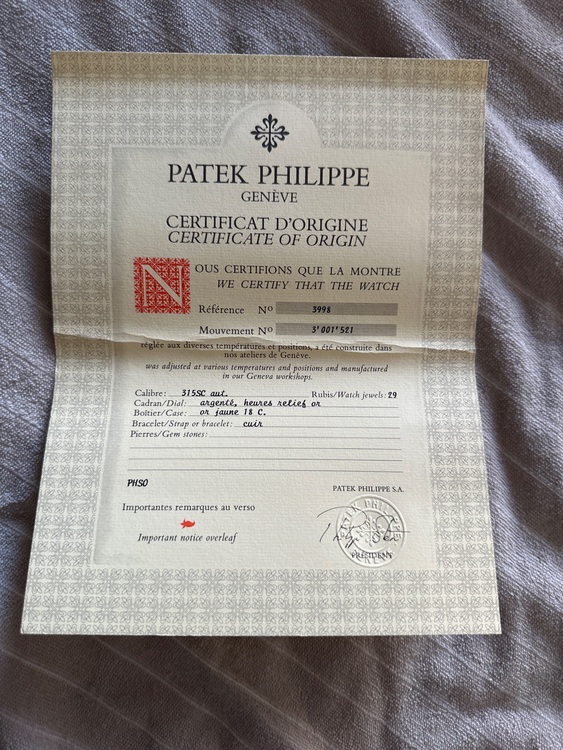 PATEK PHILIPPE
GENÈVE
CERTIFICAT D'ORIGINE
CERTIFICATE OF ORIGIN
NOUS CERTIFIONS QUE LA MONTRE
WE CERTIFY THAT THE WATCH
Référence Nº 3998
Mouvement Nº 3'001'521
réglée aux diverses températures et positions, a été construite dans
nos ateliers de Genève.
was adjusted at various temperatures and positions and manufactured
in our Geneva workshops.
Calibre: 315SC aut. Rubis/Watch jewels: 29
Cadran/Dial: argenté, heures relief or
Boîtier/Case: or jaune 18 C.
Bracelet/Strap or bracelet: cuir
Pierres/Gem stones:
PHSO
PATEK PHILIPPE S.A.
Importantes remarques au verso
Important notice overleaf
PRÉSIDENT